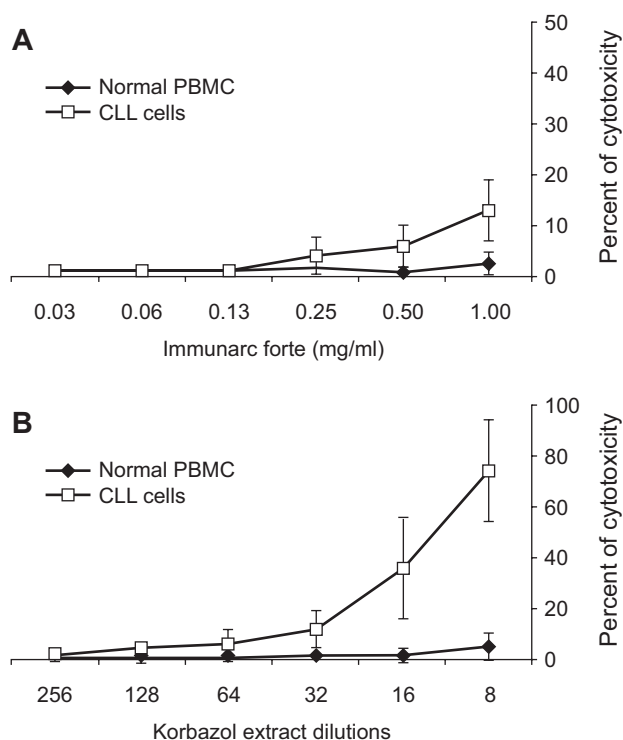 A
Normal PBMC
CLL cells
50
40
30
20
10
0
Percent of cytotoxicity
0.03 0.06 0.13 0.25 0.50 1.00
Immunarc forte (mg/ml)
B
Normal PBMC
CLL cells
100
80
60
40
20
0
Percent of cytotoxicity
256 128 64 32 16 8
Korbazol extract dilutions